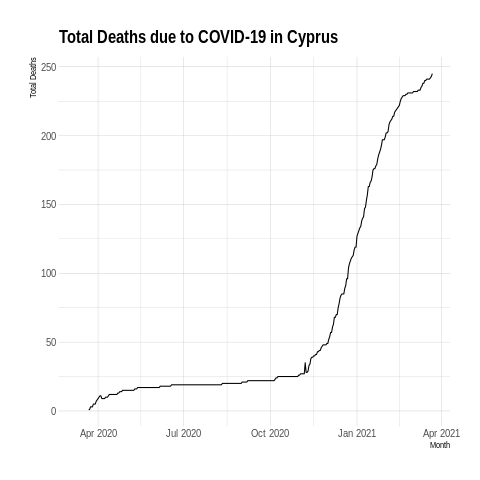 Total Deaths due to COVID-19 in Cyprus
Total Deaths
250
200
150
100
50
0
Apr 2020
Jul 2020
Oct 2020
Jan 2021
Apr 2021
Month